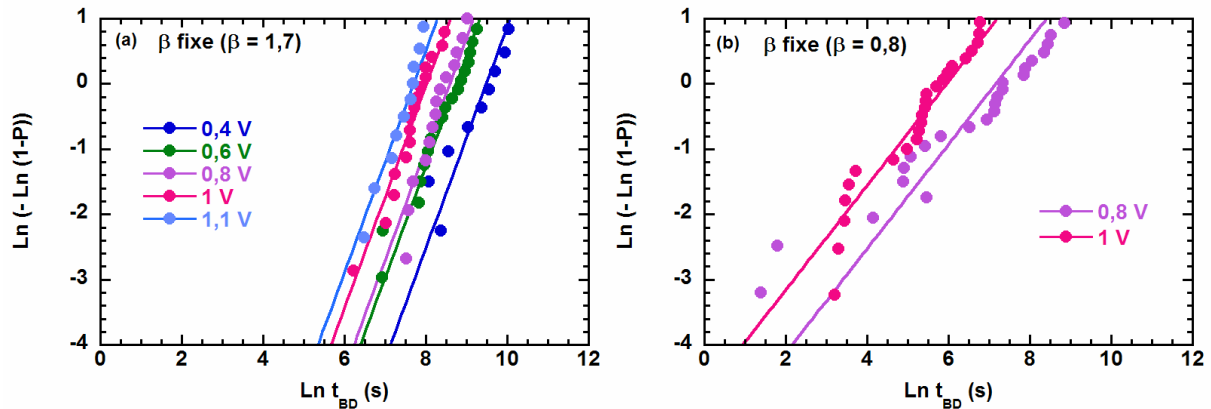 (a) β fixe (β = 1,7)
Ln (- Ln (1-P))
1
0
-1
-2
-3
-4
0,4 V
0,6 V
0,8 V
1 V
1,1 V
0 2 4 6 8 10 12
Ln t_BD (s)
(b) β fixe (β = 0,8)
Ln (- Ln (1-P))
1
0
-1
-2
-3
-4
0,8 V
1 V
0 2 4 6 8 10 12
Ln t_BD (s)